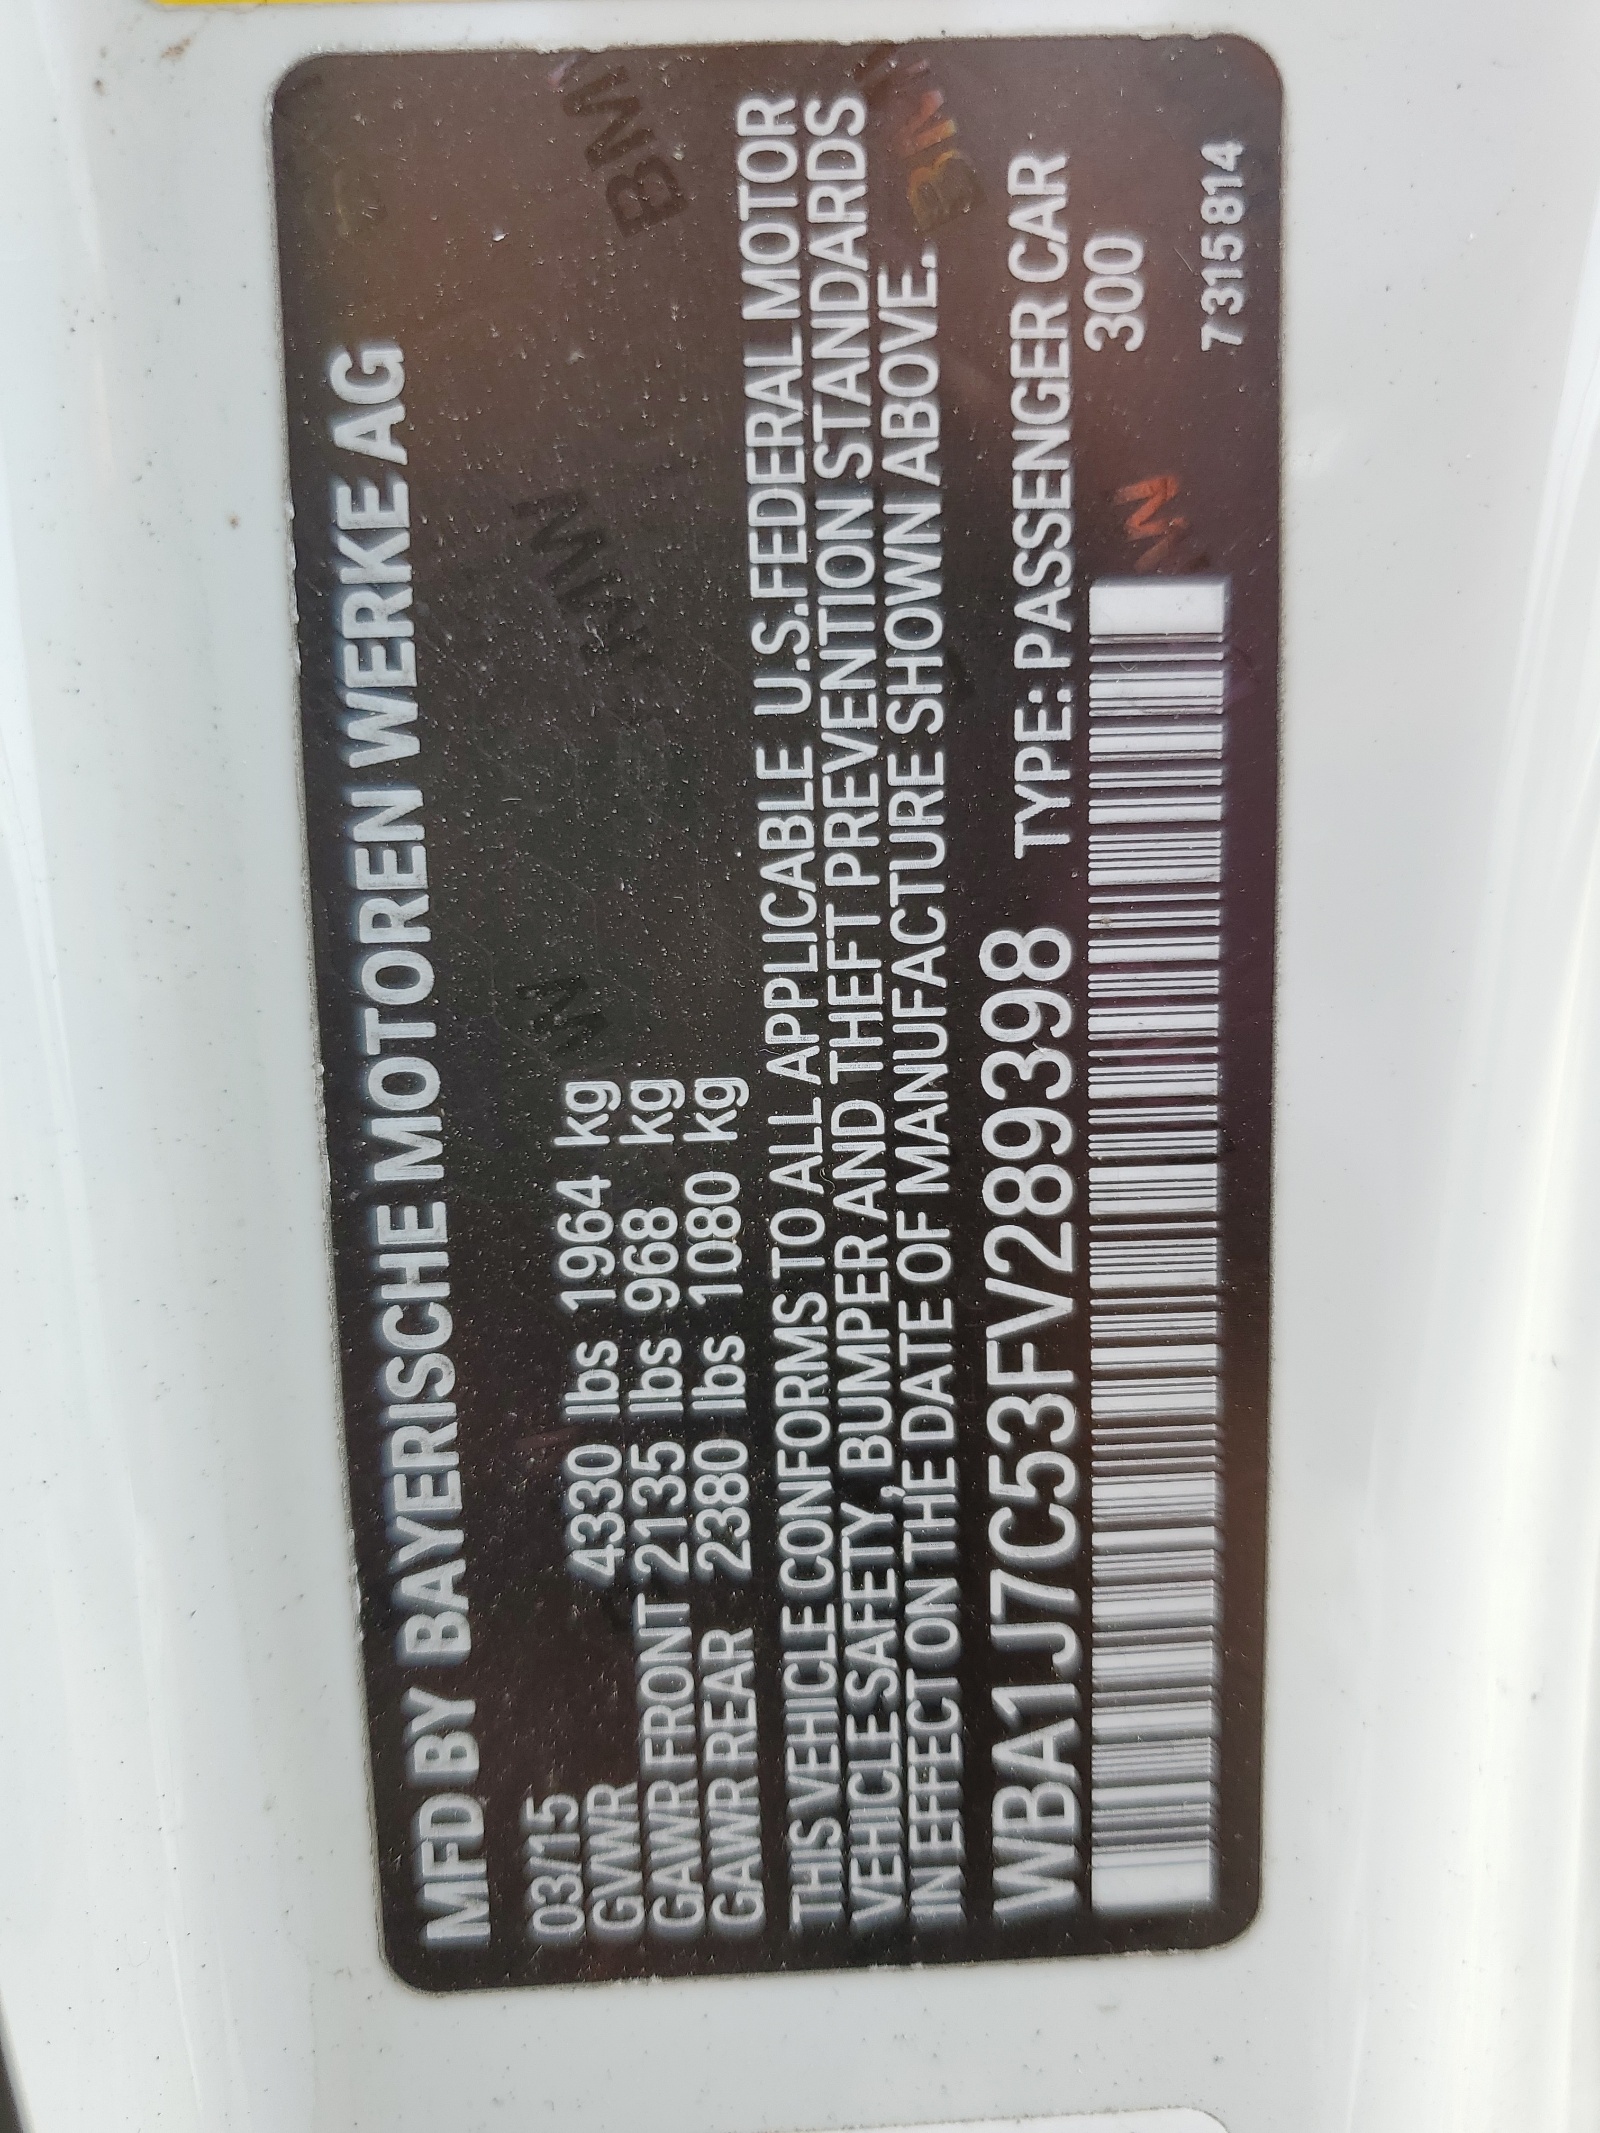 MFD BY BAYERISCHE MOTOREN WERKE AG
03/15
GVWR 4330 lbs 1964 kg
GAWR FRONT 2135 lbs 968 kg
GAWR REAR 2380 lbs 1080 kg
THIS VEHICLE CONFORMS TO ALL APPLICABLE U.S.FEDERAL MOTOR
VEHICLE SAFETY, BUMPER AND THEFT PREVENTION STANDARDS
IN EFFECT ON THE DATE OF MANUFACTURE SHOWN ABOVE.
WBA1J7C53FV289398 TYPE: PASSENGER CAR
300
7315814